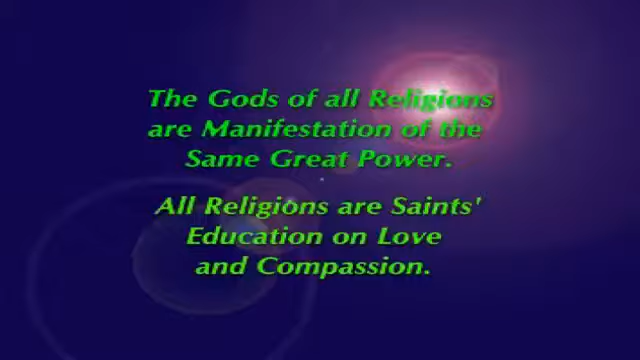 The Gods of all Religions
are Manifestation of the
Same Great Power.
All Religions are Saints'
Education on Love
and Compassion.